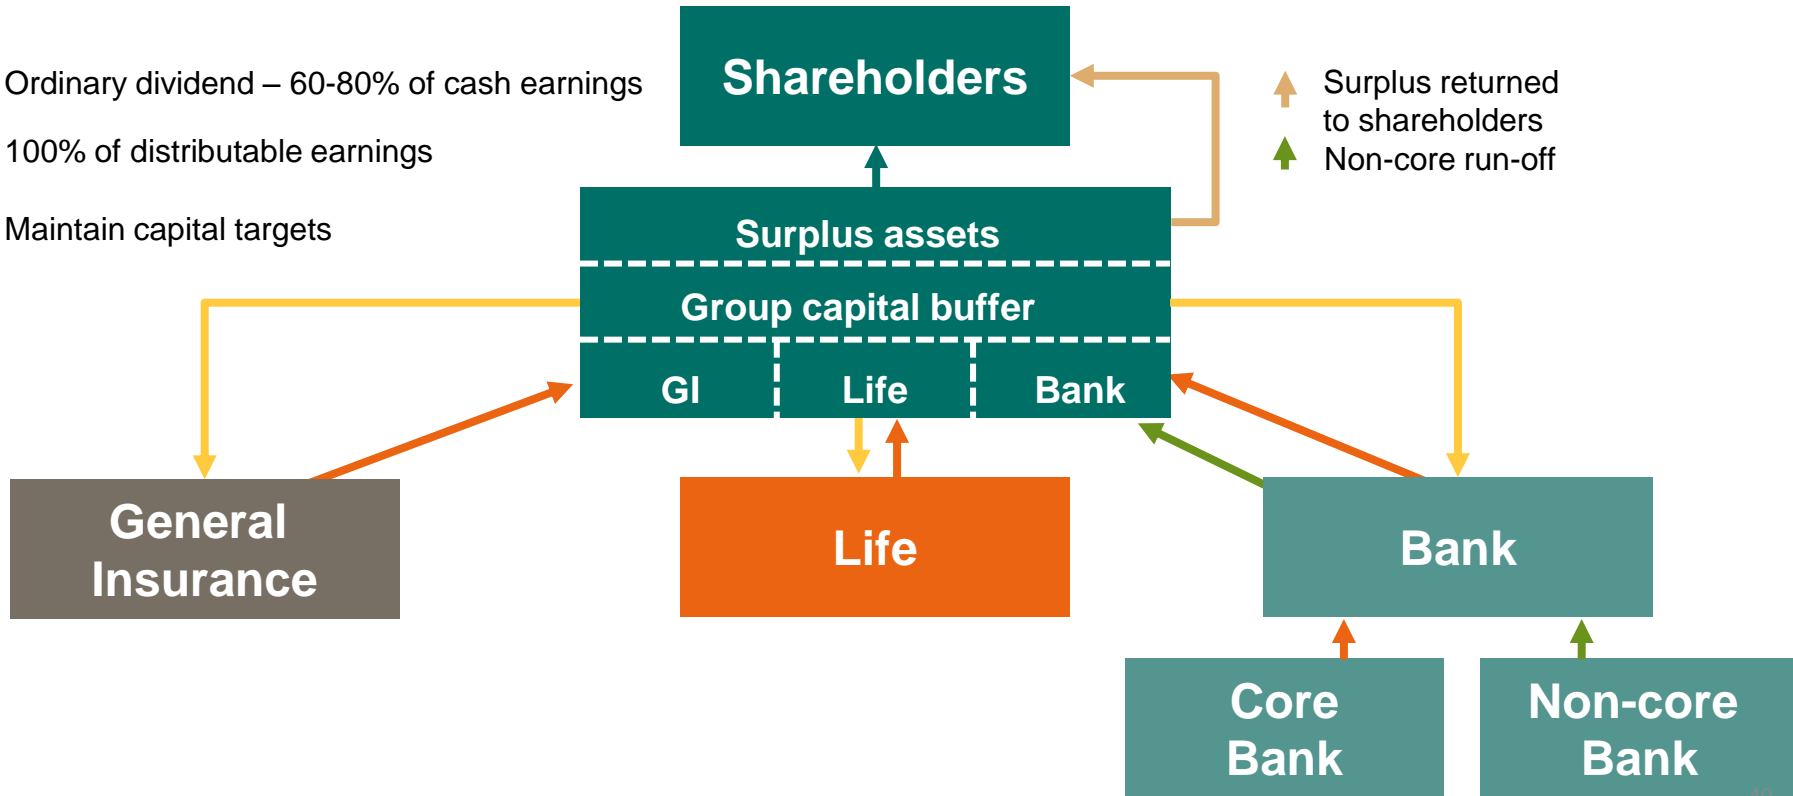 Shareholders
Ordinary dividend – 60-80% of cash earnings
100% of distributable earnings
Maintain capital targets
Surplus returned
to shareholders
Non-core run-off
Surplus assets
Group capital buffer
GI
Life
Bank
General
Insurance
Life
Bank
Core
Bank
Non-core
Bank